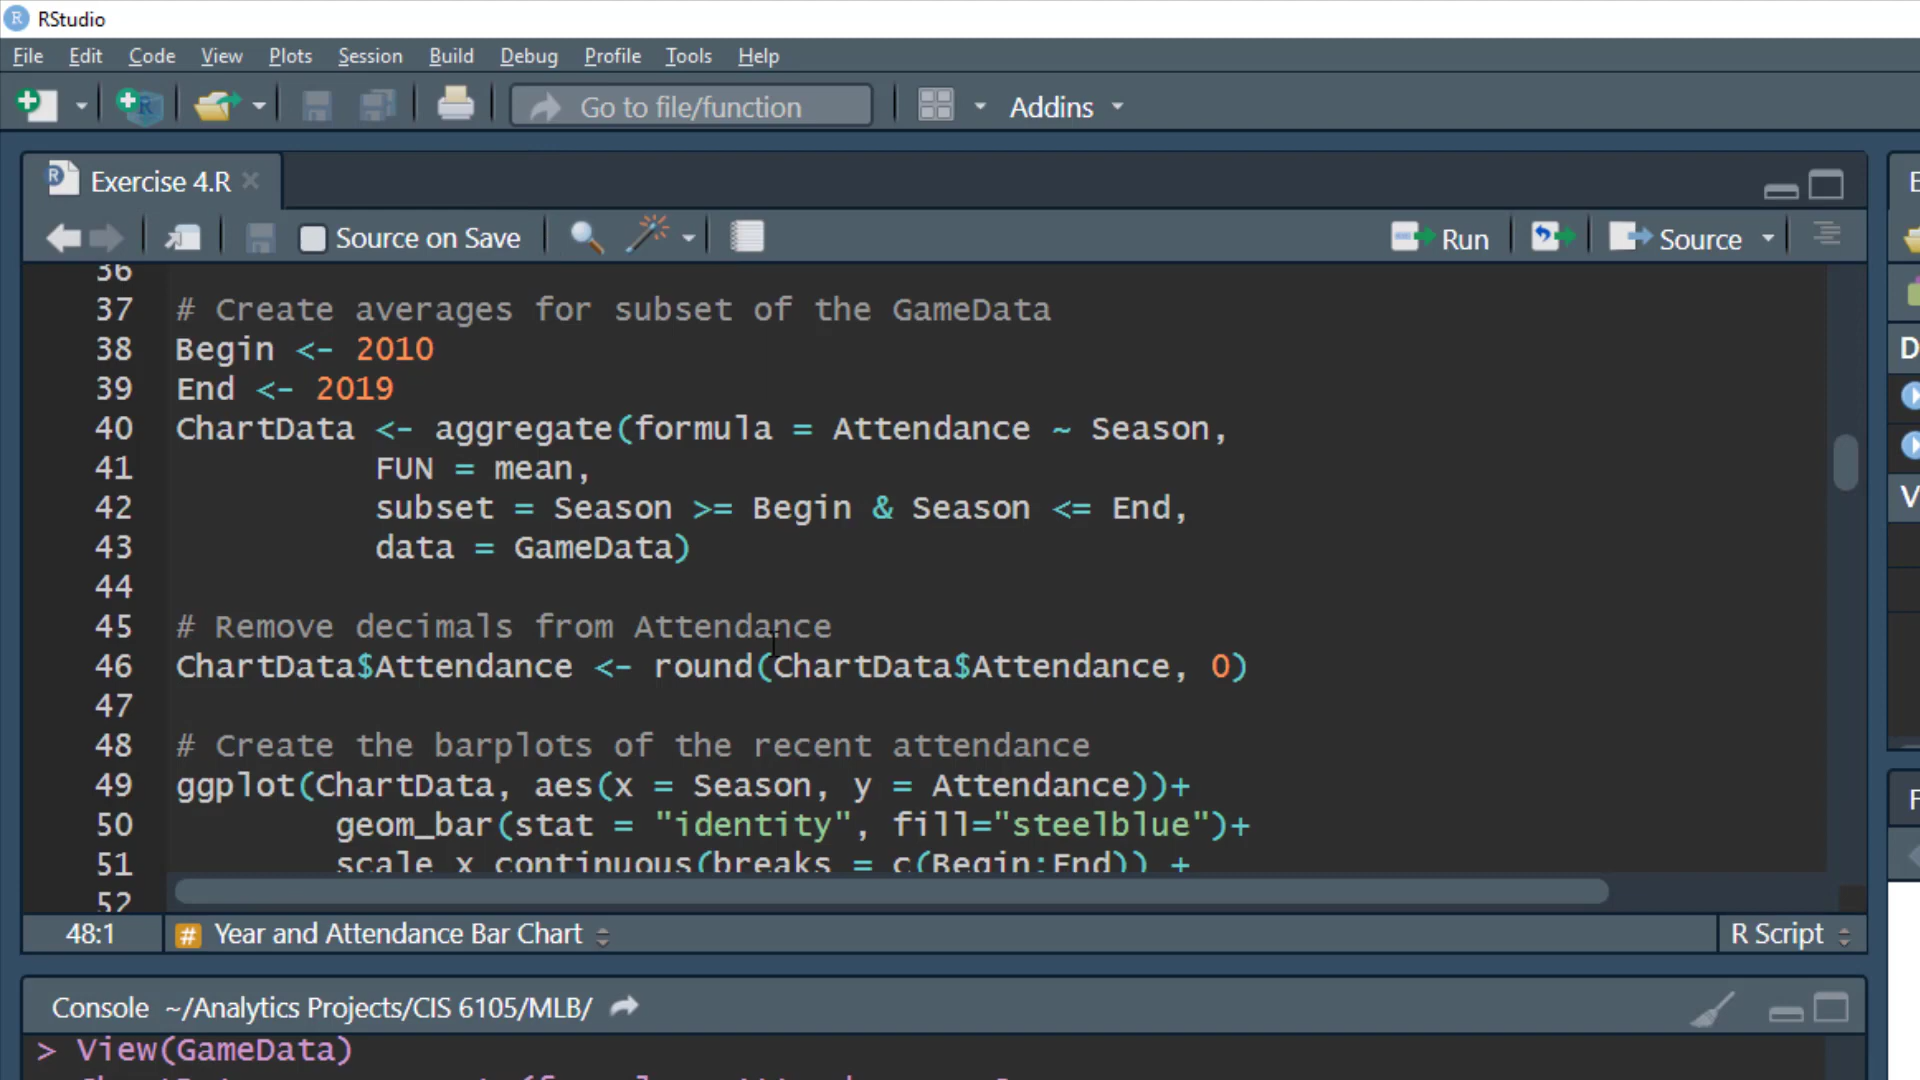 RStudio
File Edit Code View Plots Session Build Debug Profile Tools Help
Go to file/function Addins
Exercise 4.R
Source on Save Run Source
36
37 # Create averages for subset of the GameData
38 Begin <- 2010
39 End <- 2019
40 ChartData <- aggregate(formula = Attendance ~ Season,
41 FUN = mean,
42 subset = Season >= Begin & Season <= End,
43 data = GameData)
44
45 # Remove decimals from Attendance
46 ChartData$Attendance <- round(ChartData$Attendance, 0)
47
48 # Create the barplots of the recent attendance
49 ggplot(ChartData, aes(x = Season, y = Attendance))+
50 geom_bar(stat = "identity", fill="steelblue")+
51 scale_x_continuous(breaks = c(Begin:End)) +
52
48:1 # Year and Attendance Bar Chart R Script
Console ~/Analytics Projects/CIS 6105/MLB/
> View(GameData)